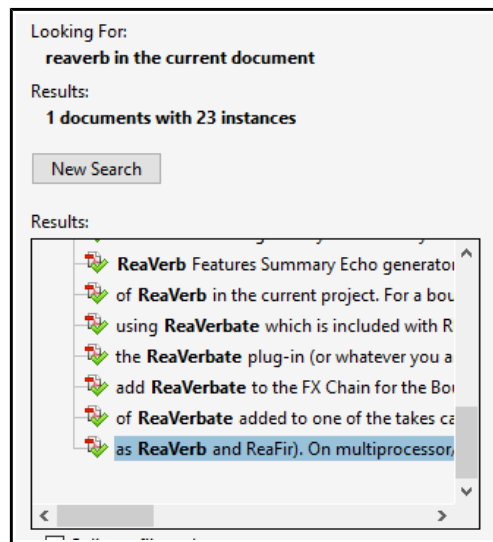 Looking For:
reaverb in the current document
Results:
1 documents with 23 instances
New Search
Results:
ReaVerb Features Summary Echo generator
of ReaVerb in the current project. For a bou
using ReaVerbate which is included with R
the ReaVerbate plug-in (or whatever you a
add ReaVerbate to the FX Chain for the Bou
of ReaVerbate added to one of the takes ca
as ReaVerb and ReaFir). On multiprocessor/